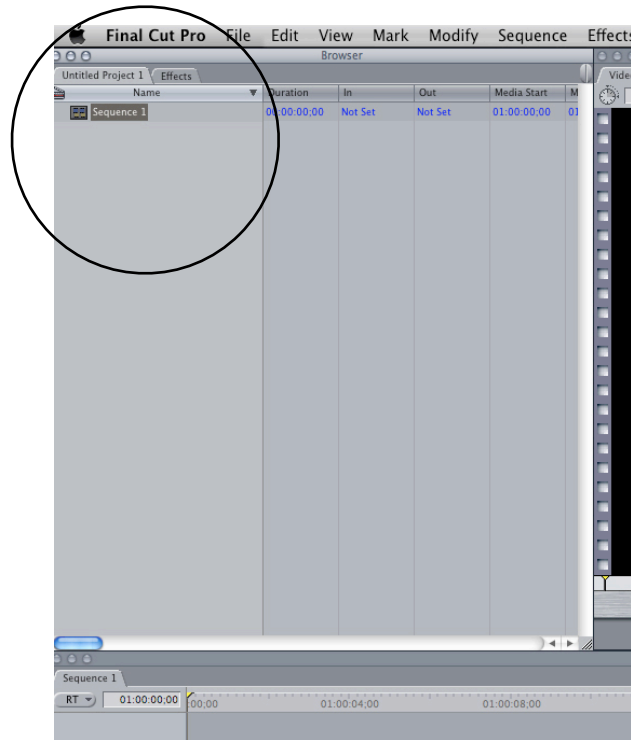 Final Cut Pro File Edit View Mark Modify Sequence Effects
Browser
Untitled Project 1 Effects
Name Duration In Out Media Start M
Sequence 1 00:00:00;00 Not Set Not Set 01:00:00;00 01
Vide
Sequence 1
RT 01:00:00;00 :00;00 01:00:04;00 01:00:08;00